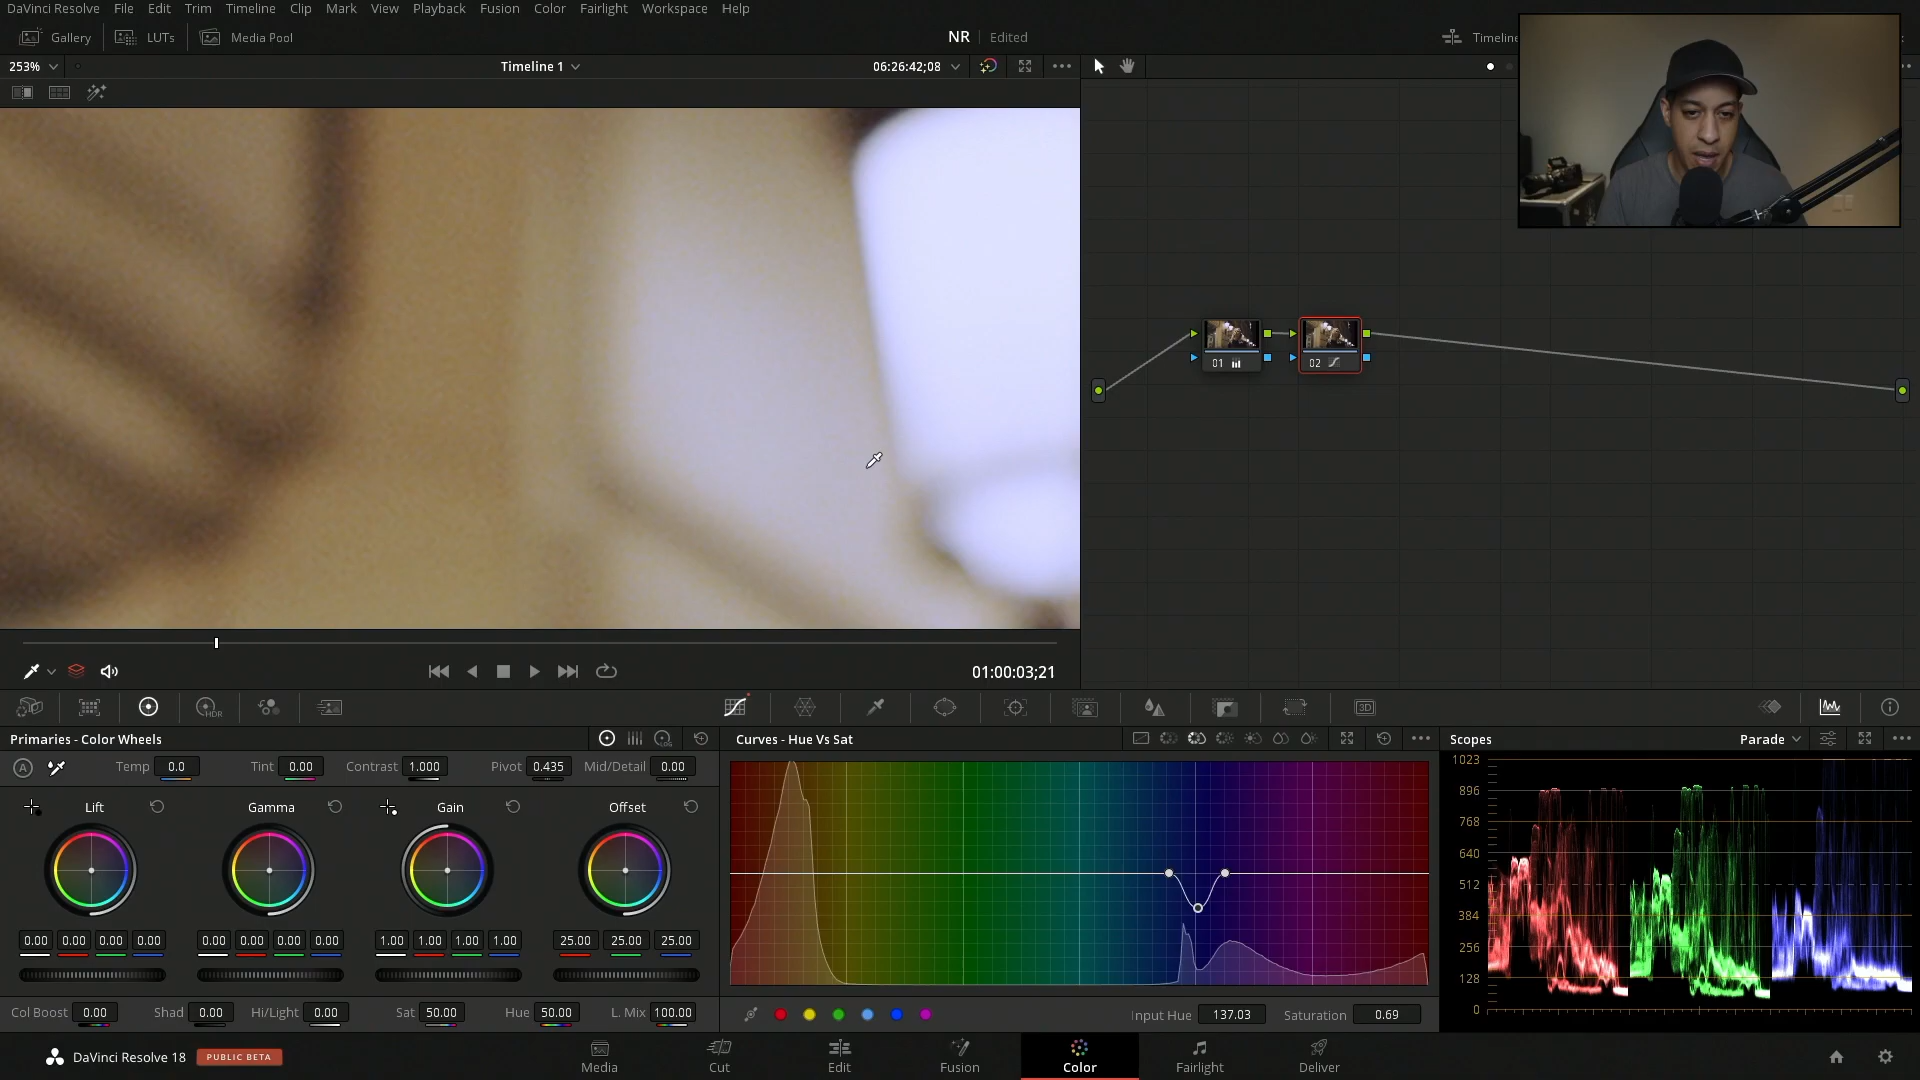 DaVinci Resolve File Edit Trim Timeline Clip Mark View Playback Fusion Color Fairlight Workspace Help
Gallery LUTs Media Pool NR Edited Timeline
253% Timeline 1 06:26:42;08
01 02
01:00:03;21
HDR 3D
Primaries - Color Wheels LOG Curves - Hue Vs Sat Scopes Parade
A Temp 0.0 Tint 0.00 Contrast 1.000 Pivot 0.435 Mid/Detail 0.00
Lift Gamma Gain Offset
0.00 0.00 0.00 0.00 0.00 0.00 0.00 0.00 1.00 1.00 1.00 1.00 25.00 25.00 25.00
1023
896
768
640
512
384
256
128
0
Col Boost 0.00 Shad 0.00 Hi/Light 0.00 Sat 50.00 Hue 50.00 L. Mix 100.00 Input Hue 137.03 Saturation 0.69
DaVinci Resolve 18 PUBLIC BETA Media Cut Edit Fusion Color Fairlight Deliver